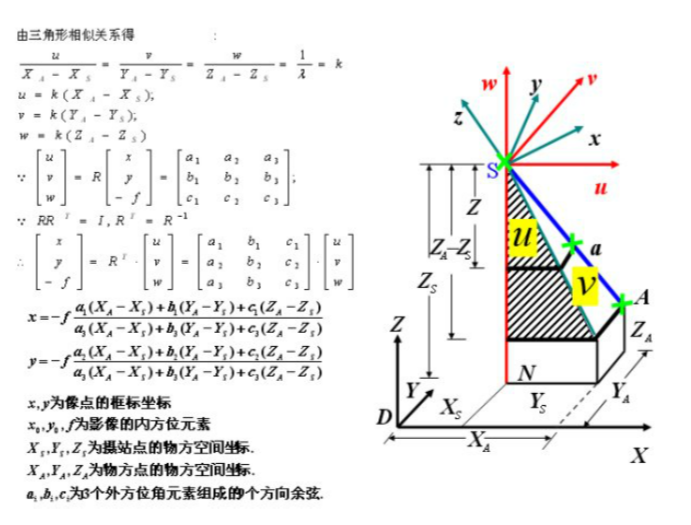 由三角形相似关系得 :
u / (X_A − X_S) = v / (Y_A − Y_S) = w / (Z_A − Z_S) = 1/λ = k
u = k(X_A − X_S);
v = k(Y_A − Y_S);
w = k(Z_A − Z_S)
∵ [u v w] = R [x y −f] = [a₁ a₂ a₃ b₁ b₂ b₃ c₁ c₂ c₃];
∵ RR^T = I, R^T = R^−1
∴ [x y −f] = R^T · [u v w] = [a₁ b₁ c₁ a₂ b₂ c₂ a₃ b₃ c₃] · [u v w]
x = −f (a₁(X_A − X_S) + b₁(Y_A − Y_S) + c₁(Z_A − Z_S)) / (a₃(X_A − X_S) + b₃(Y_A − Y_S) + c₃(Z_A − Z_S))
y = −f (a₂(X_A − X_S) + b₂(Y_A − Y_S) + c₂(Z_A − Z_S)) / (a₃(X_A − X_S) + b₃(Y_A − Y_S) + c₃(Z_A − Z_S))
x,y为像点的框标坐标
x₀,y₀,f为影像的内方位元素
X_S,Y_S,Z_S为摄站点的物方空间坐标.
X_A,Y_A,Z_A为物方点的物方空间坐标.
a_i,b_i,c_i为3个外方位角元素组成的9个方向余弦.
w
y
v
z
x
S
u
Z
u
a
Z_A−Z_S
v
Z_S
A
Z
Z_A
N
Y
X_S
Y_S
Y_A
D
X_A
X